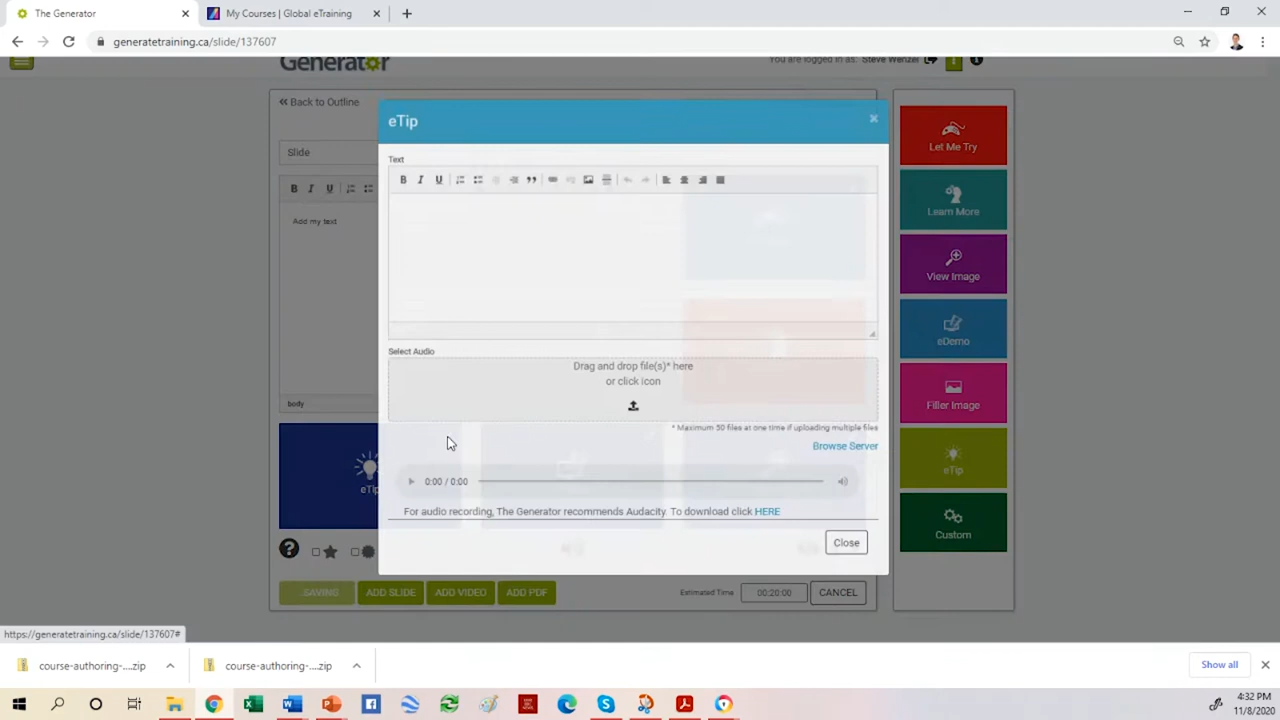 The Generator
My Courses | Global eTraining
generatetraining.ca/slide/137607
Generator
You are logged in as: Steve Wenzel
Back to Outline
eTip
Let Me Try
Slide
Text
Learn More
Add my text
View Image
eDemo
Select Audio
Drag and drop file(s)* here
or click icon
Filler Image
body
* Maximum 50 files at one time if uploading multiple files
Browse Server
eTip
eTip
0:00 / 0:00
For audio recording, The Generator recommends Audacity. To download click HERE
Custom
Close
SAVING
ADD SLIDE
ADD VIDEO
ADD PDF
Estimated Time
00:20:00
CANCEL
https://generatetraining.ca/slide/137607#
course-authoring-....zip
course-authoring-....zip
Show all
4:32 PM
11/8/2020